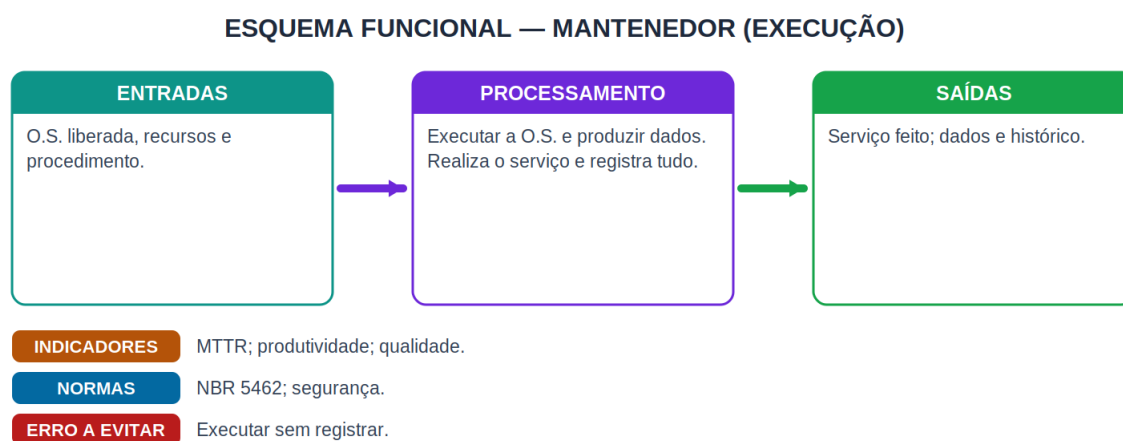 ESQUEMA FUNCIONAL — MANTENEDOR (EXECUÇÃO)
ENTRADAS
O.S. liberada, recursos e
procedimento.
PROCESSAMENTO
Executar a O.S. e produzir dados.
Realiza o serviço e registra tudo.
SAÍDAS
Serviço feito; dados e histórico.
INDICADORES
MTTR; produtividade; qualidade.
NORMAS
NBR 5462; segurança.
ERRO A EVITAR
Executar sem registrar.